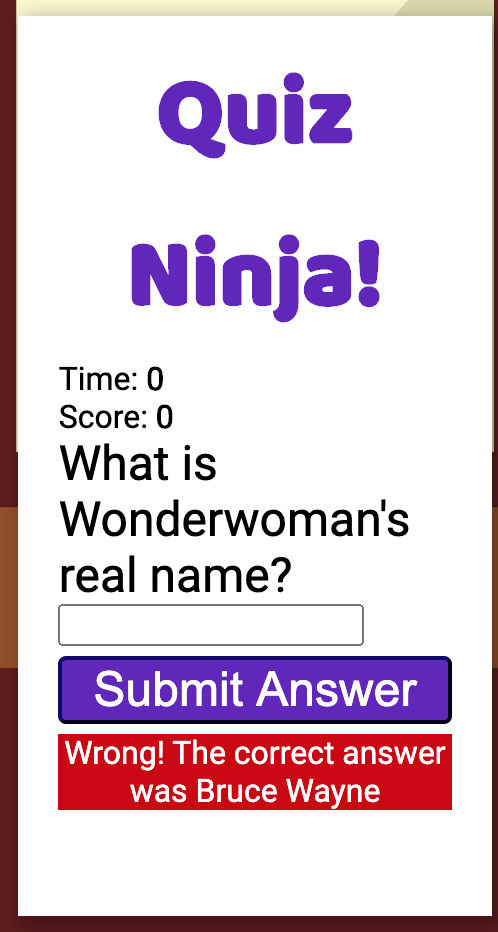 Quiz
Ninja!
Time: 0
Score: 0
What is
Wonderwoman's
real name?
Submit Answer
Wrong! The correct answer
was Bruce Wayne